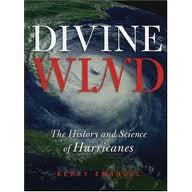 DIVINE
WIND
The History and Science
of Hurricanes
KERRY EMANUEL